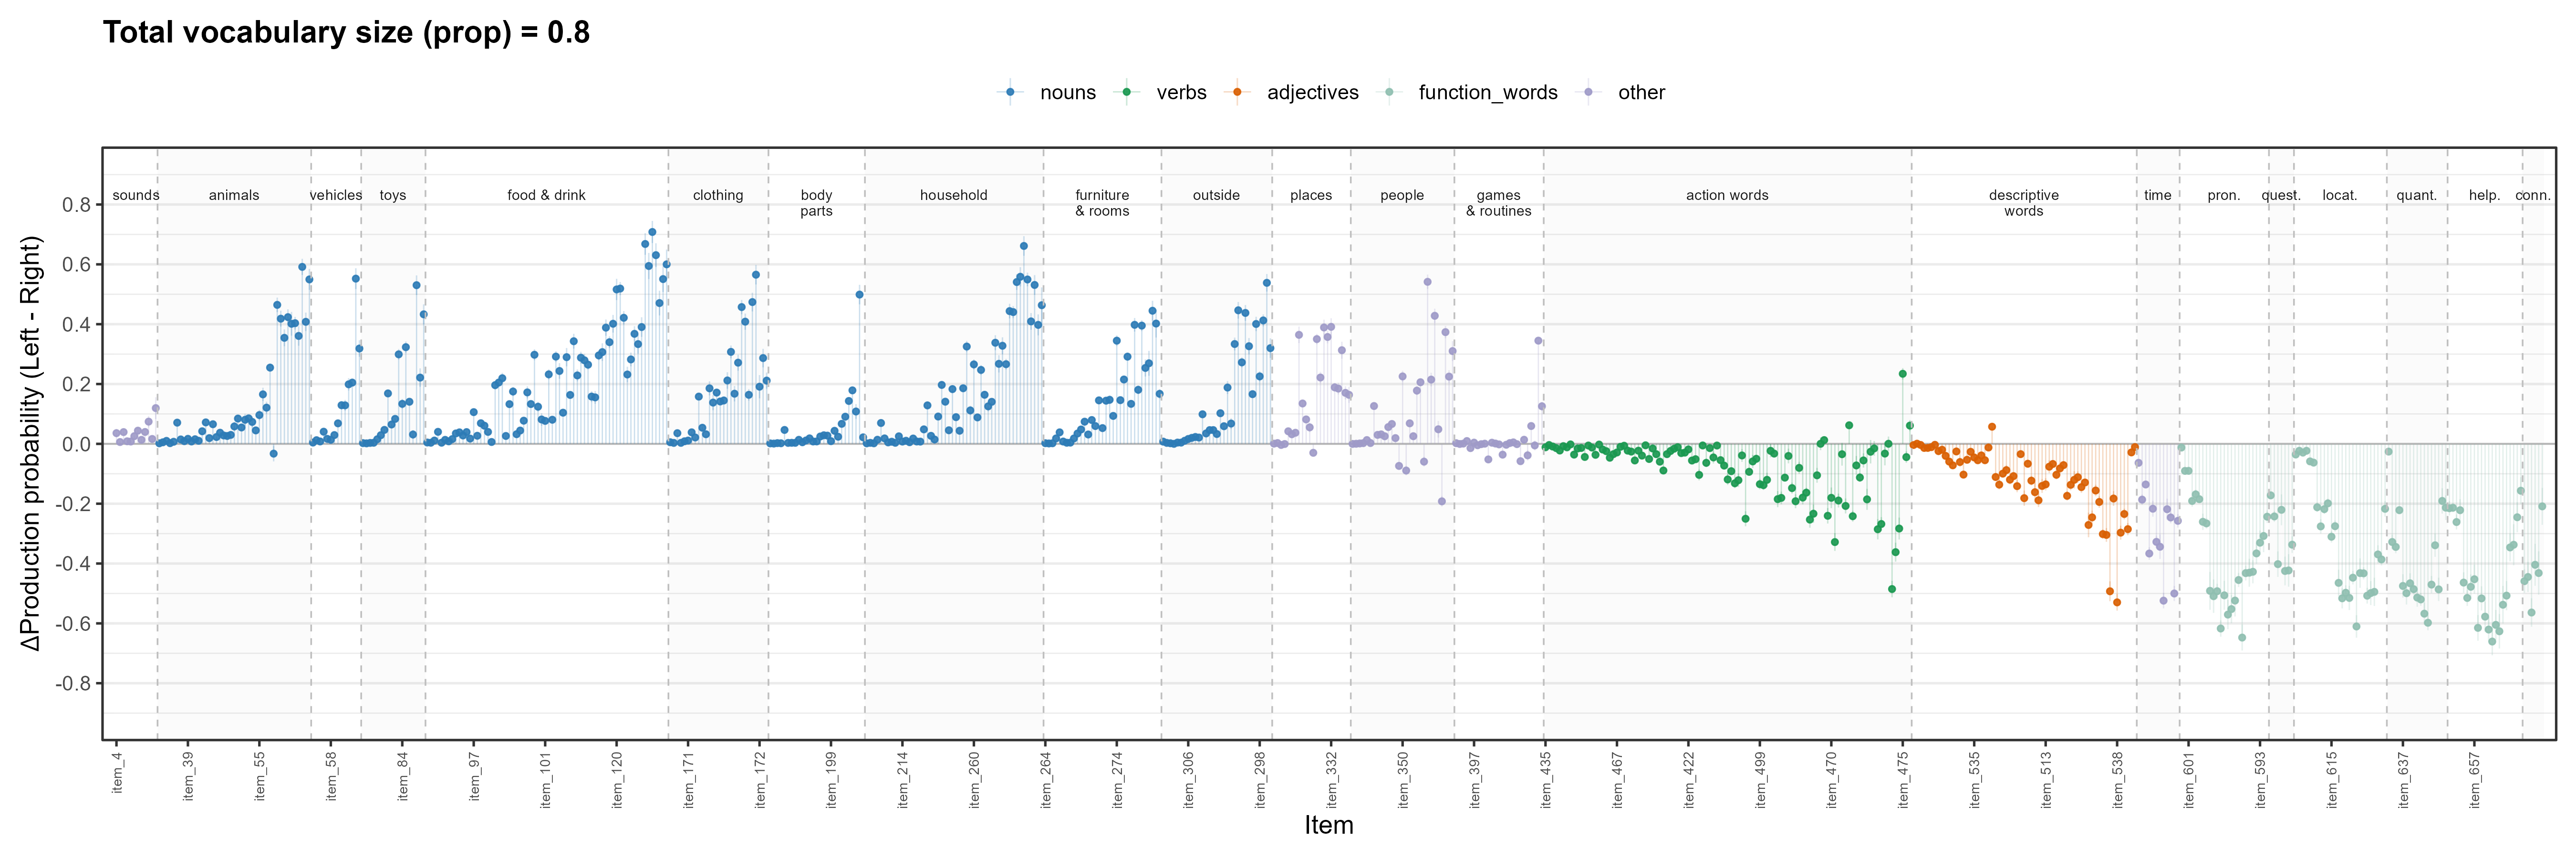 Total vocabulary size (prop) = 0.8
nouns verbs adjectives function_words other
sounds animals vehicles toys food & drink clothing body parts household furniture & rooms outside places people games & routines action words descriptive words time pron. quest. locat. quant. help. conn.
ΔProduction probability (Left - Right)
0.8
0.6
0.4
0.2
0.0
-0.2
-0.4
-0.6
-0.8
item_4 item_39 item_55 item_58 item_84 item_97 item_101 item_120 item_171 item_172 item_199 item_214 item_260 item_264 item_274 item_306 item_298 item_332 item_350 item_397 item_435 item_467 item_422 item_499 item_470 item_475 item_535 item_513 item_538 item_601 item_593 item_615 item_637 item_657
Item